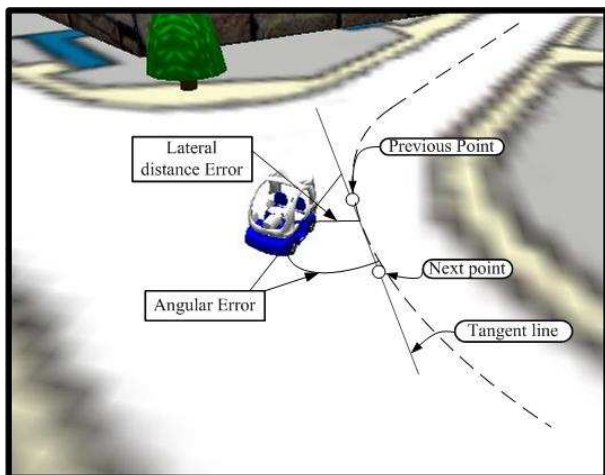 Lateral
distance Error
Previous Point
Next point
Angular Error
Tangent line